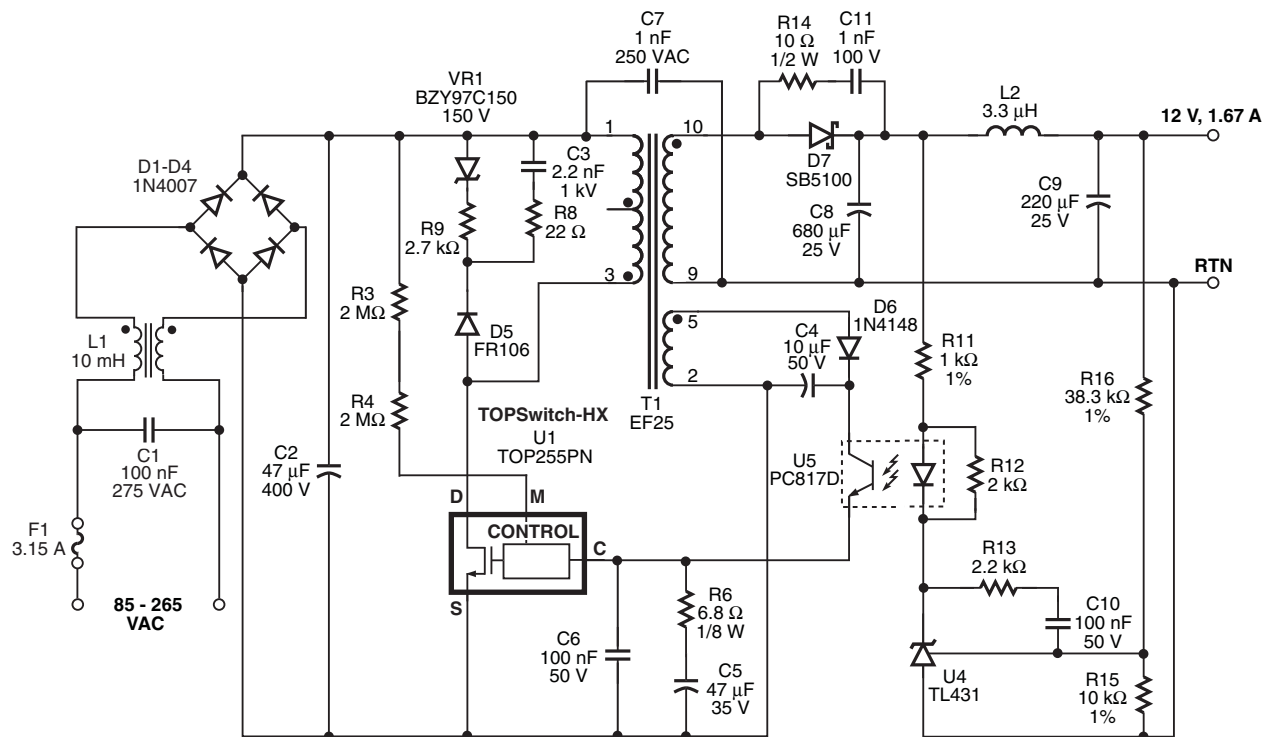 C7
1 nF
250 VAC
R14
10 Ω
1/2 W
C11
1 nF
100 V
VR1
BZY97C150
150 V
L2
3.3 µH
12 V, 1.67 A
1
10
D1-D4
1N4007
C3
2.2 nF
1 kV
D7
SB5100
C9
220 µF
25 V
R9
2.7 kΩ
R8
22 Ω
C8
680 µF
25 V
3
9
RTN
R3
2 MΩ
D5
FR106
5
D6
1N4148
C4
10 µF
50 V
L1
10 mH
2
R11
1 kΩ
1%
R16
38.3 kΩ
1%
R4
2 MΩ
T1
EF25
TOPSwitch-HX
U1
TOP255PN
C1
100 nF
275 VAC
C2
47 µF
400 V
U5
PC817D
R12
2 kΩ
D
M
F1
3.15 A
CONTROL
C
R13
2.2 kΩ
S
85 - 265
VAC
R6
6.8 Ω
1/8 W
C10
100 nF
50 V
C6
100 nF
50 V
C5
47 µF
35 V
U4
TL431
R15
10 kΩ
1%